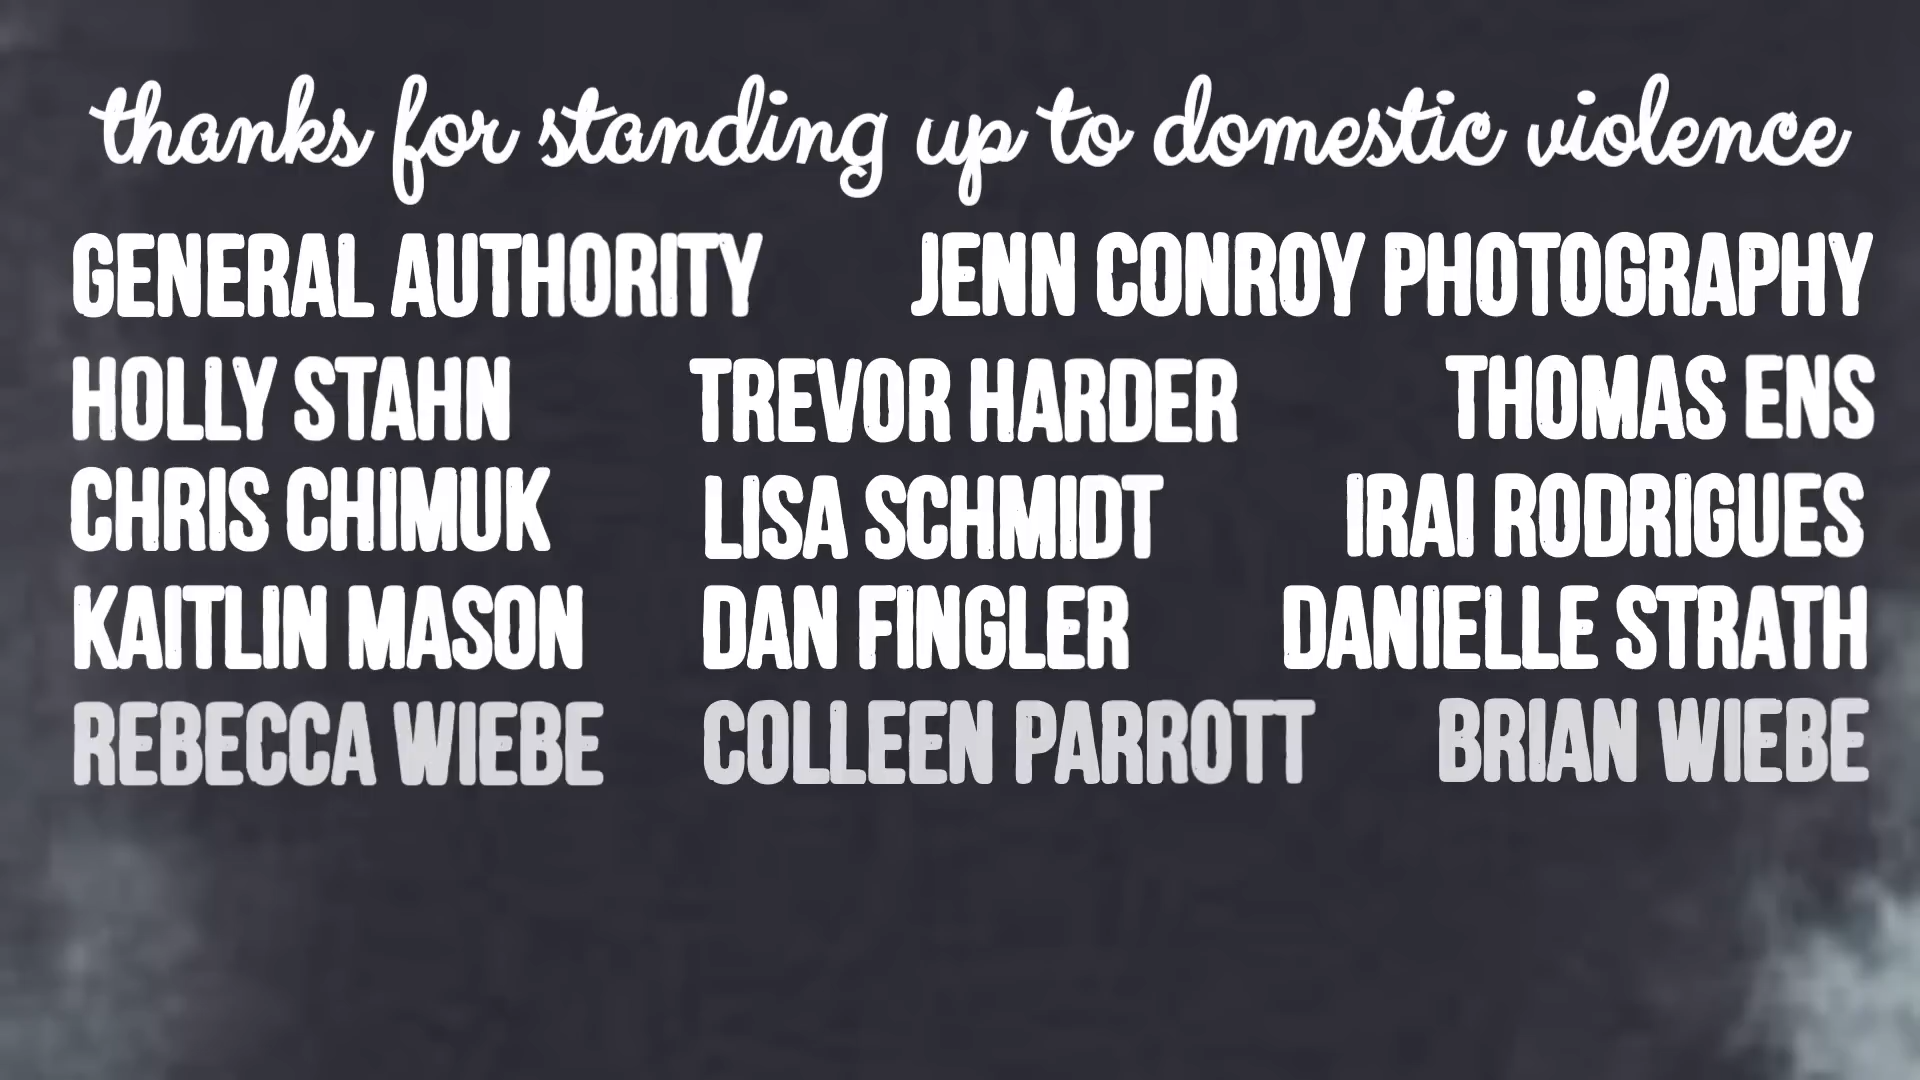 thanks for standing up to domestic violence
GENERAL AUTHORITY JENN CONROY PHOTOGRAPHY
HOLLY STAHN TREVOR HARDER THOMAS ENS
CHRIS CHIMUK LISA SCHMIDT IRAI RODRIGUES
KAITLIN MASON DAN FINGLER DANIELLE STRATH
REBECCA WIEBE COLLEEN PARROTT BRIAN WIEBE